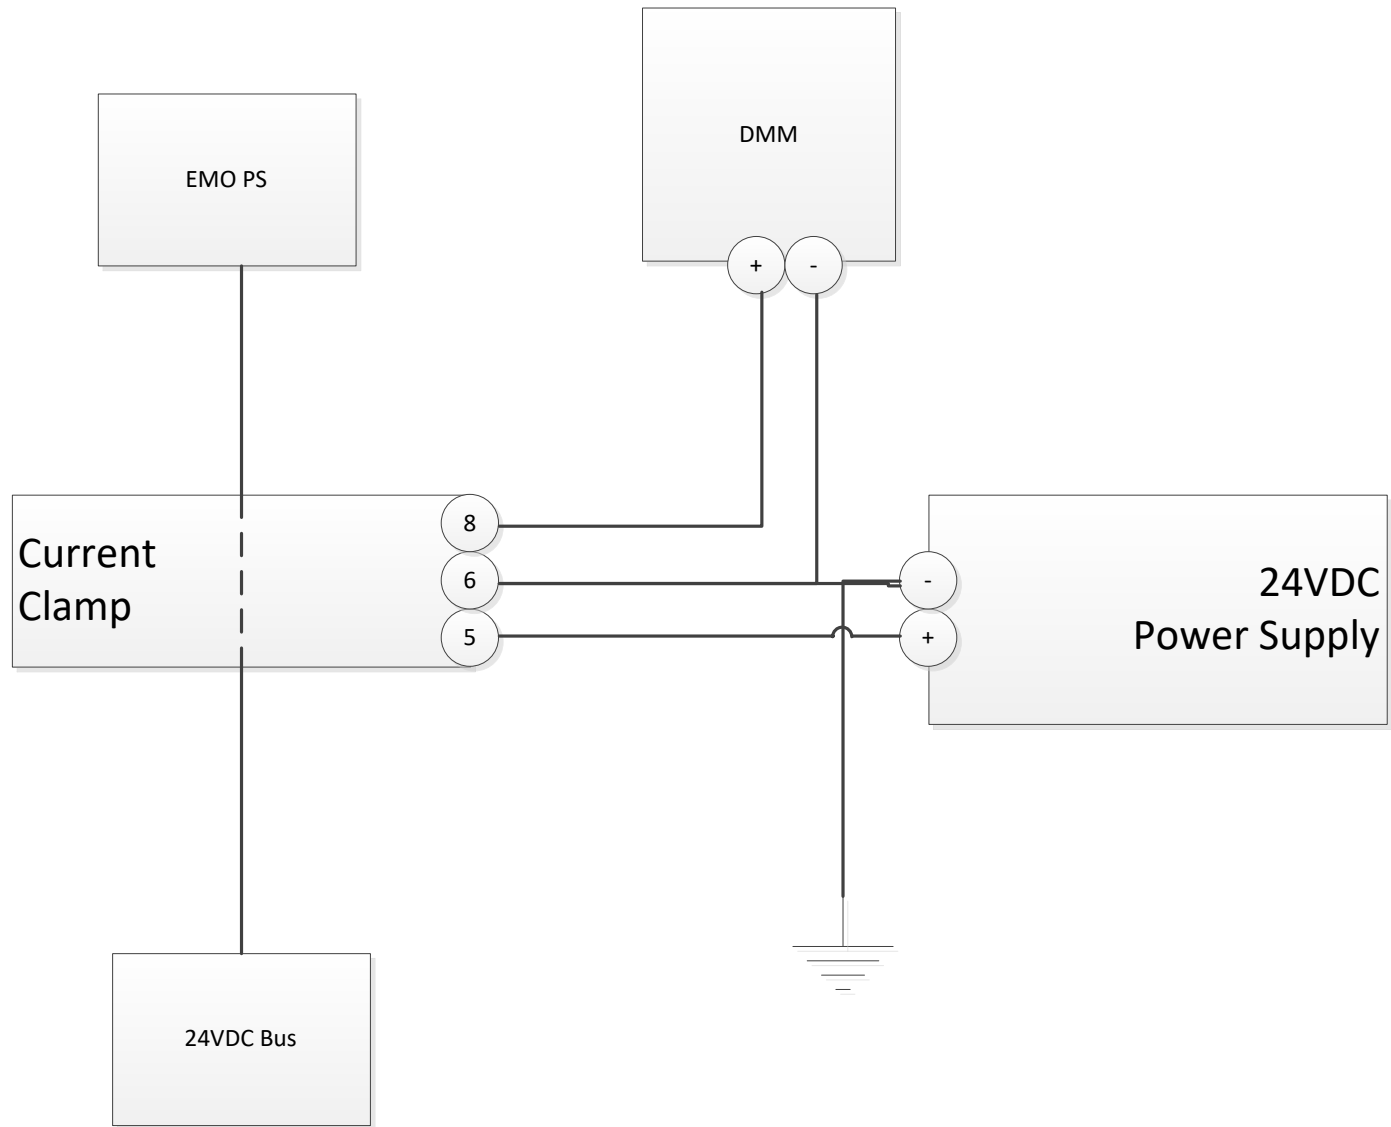 DMM
EMO PS
+
-
Current
Clamp
8
6
5
-
+
24VDC
Power Supply
24VDC Bus